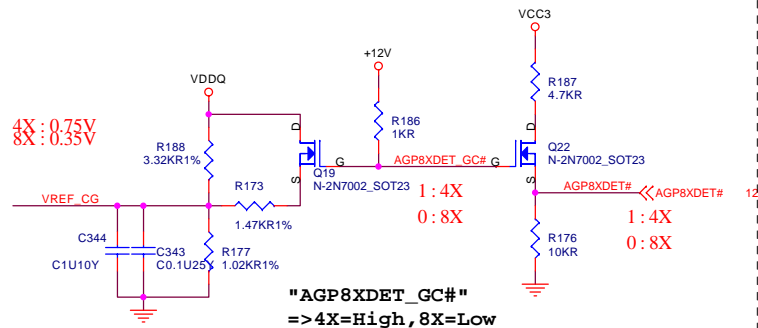 VCC3
+12V
VDDQ
R187
4.7KR
R186
1KR
4X : 0.75V
8X : 0.35V
R188
3.32KR1%
D
S
G
Q19
N-2N7002_SOT23
AGP8XDET_GC#
G
D
S
Q22
N-2N7002_SOT23
R173
1.47KR1%
VREF_CG
1 : 4X
0 : 8X
AGP8XDET#
AGP8XDET#
12
1 : 4X
0 : 8X
C344
C1U10Y
C343
C0.1U25Y
R177
1.02KR1%
R176
10KR
"AGP8XDET_GC#"
=>4X=High,8X=Low